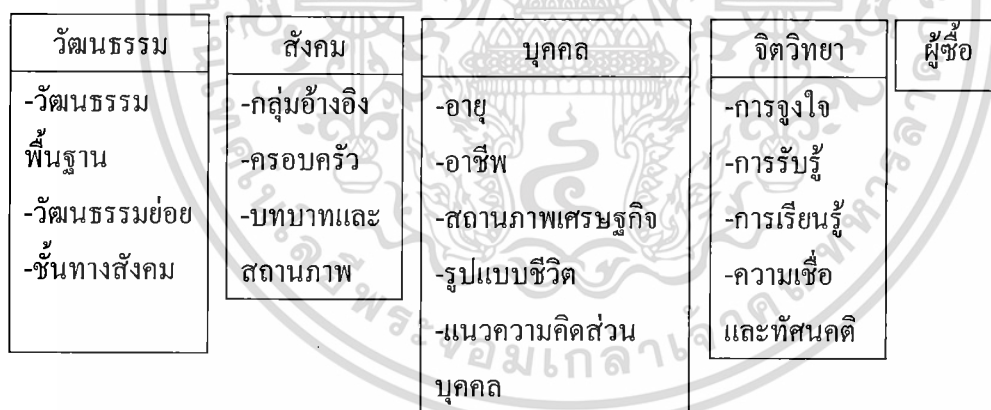 วัฒนธรรม
-วัฒนธรรม
พื้นฐาน
-วัฒนธรรมย่อย
-ชั้นทางสังคม
สังคม
-กลุ่มอ้างอิง
-ครอบครัว
-บทบาทและ
สถานภาพ
บุคคล
-อายุ
-อาชีพ
-สถานภาพเศรษฐกิจ
-รูปแบบชีวิต
-แนวความคิดส่วน
บุคคล
จิตวิทยา
-การจูงใจ
-การรับรู้
-การเรียนรู้
-ความเชื่อ
และทัศนคติ
ผู้ซื้อ